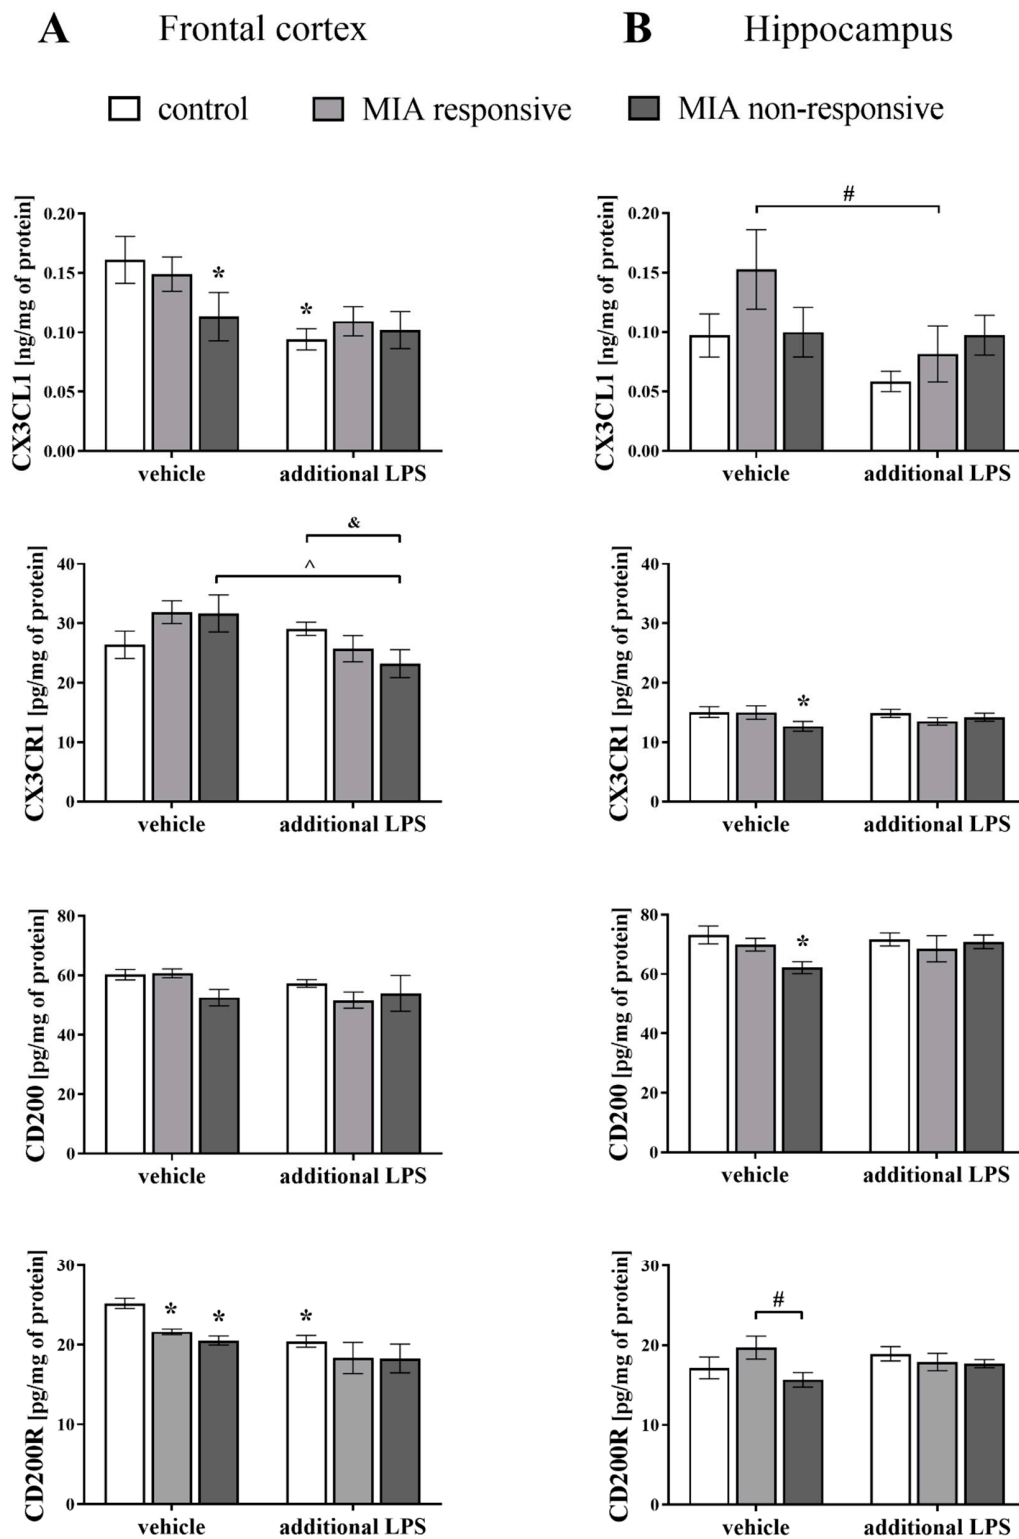 A Frontal cortex B Hippocampus
control MIA responsive MIA non-responsive
CX3CL1 [ng/mg of protein]
0.20
0.15
0.10
0.05
0.00
*
*
vehicle additional LPS
CX3CL1 [ng/mg of protein]
0.20
0.15
0.10
0.05
0.00
#
vehicle additional LPS
CX3CR1 [pg/mg of protein]
40
30
20
10
0
&
^
vehicle additional LPS
CX3CR1 [pg/mg of protein]
40
30
20
10
0
*
vehicle additional LPS
CD200 [pg/mg of protein]
80
60
40
20
0
vehicle additional LPS
CD200 [pg/mg of protein]
80
60
40
20
0
*
vehicle additional LPS
CD200R [pg/mg of protein]
30
20
10
0
* * *
vehicle additional LPS
CD200R [pg/mg of protein]
30
20
10
0
#
vehicle additional LPS